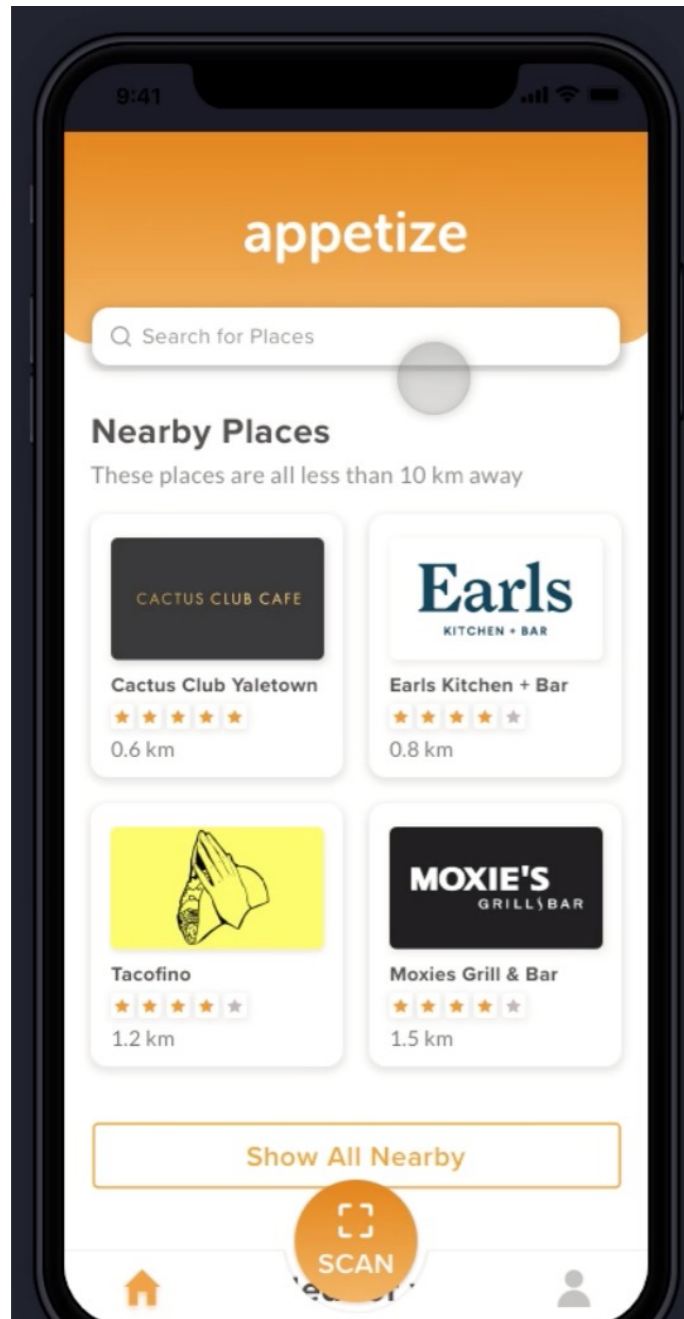 9:41
appetize
Search for Places
Nearby Places
These places are all less than 10 km away
CACTUS CLUB CAFE
Cactus Club Yaletown
0.6 km
Earls
KITCHEN + BAR
Earls Kitchen + Bar
0.8 km
Tacofino
1.2 km
MOXIE'S
GRILL BAR
Moxies Grill & Bar
1.5 km
Show All Nearby
SCAN